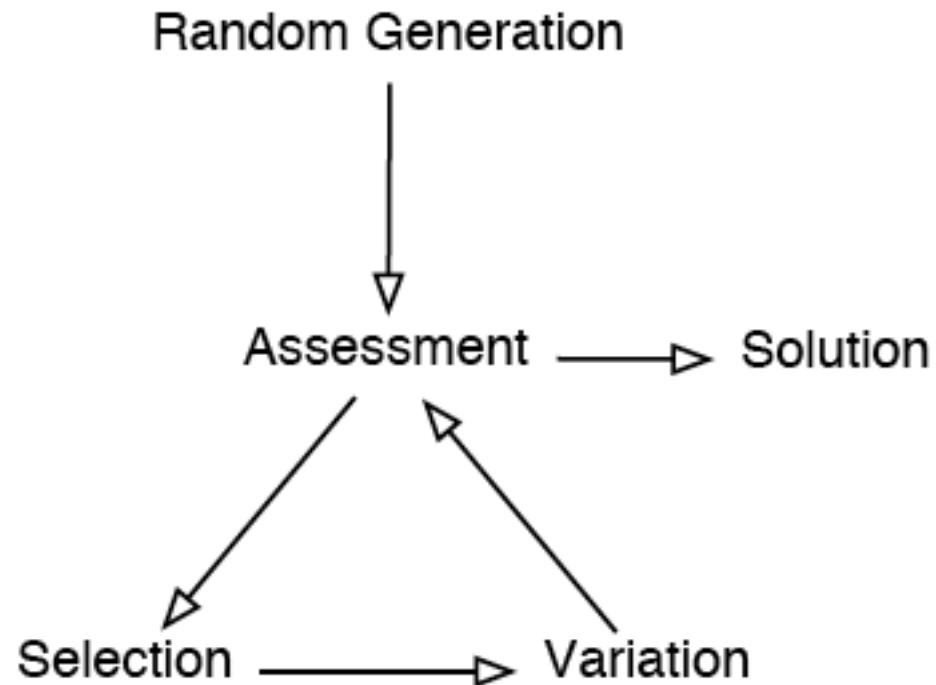 Random Generation
Assessment
Solution
Selection
Variation